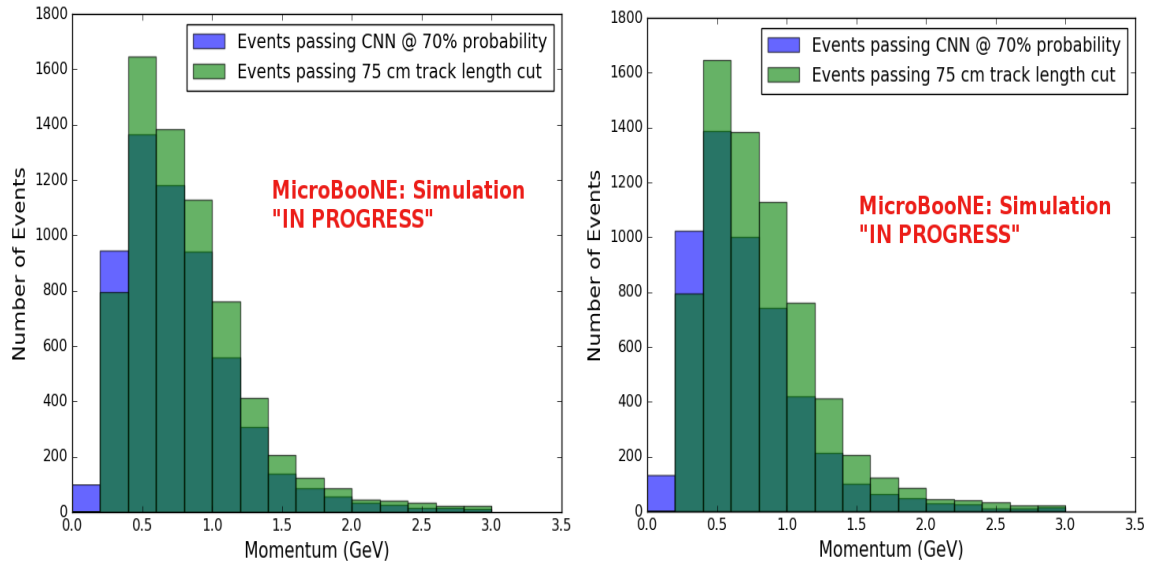 1800
1600
1400
1200
1000
800
600
400
200
0
Number of Events
Events passing CNN @ 70% probability
Events passing 75 cm track length cut
MicroBooNE: Simulation
"IN PROGRESS"
0.0 0.5 1.0 1.5 2.0 2.5 3.0 3.5
Momentum (GeV)
1800
1600
1400
1200
1000
800
600
400
200
0
Number of Events
Events passing CNN @ 70% probability
Events passing 75 cm track length cut
MicroBooNE: Simulation
"IN PROGRESS"
0.0 0.5 1.0 1.5 2.0 2.5 3.0 3.5
Momentum (GeV)